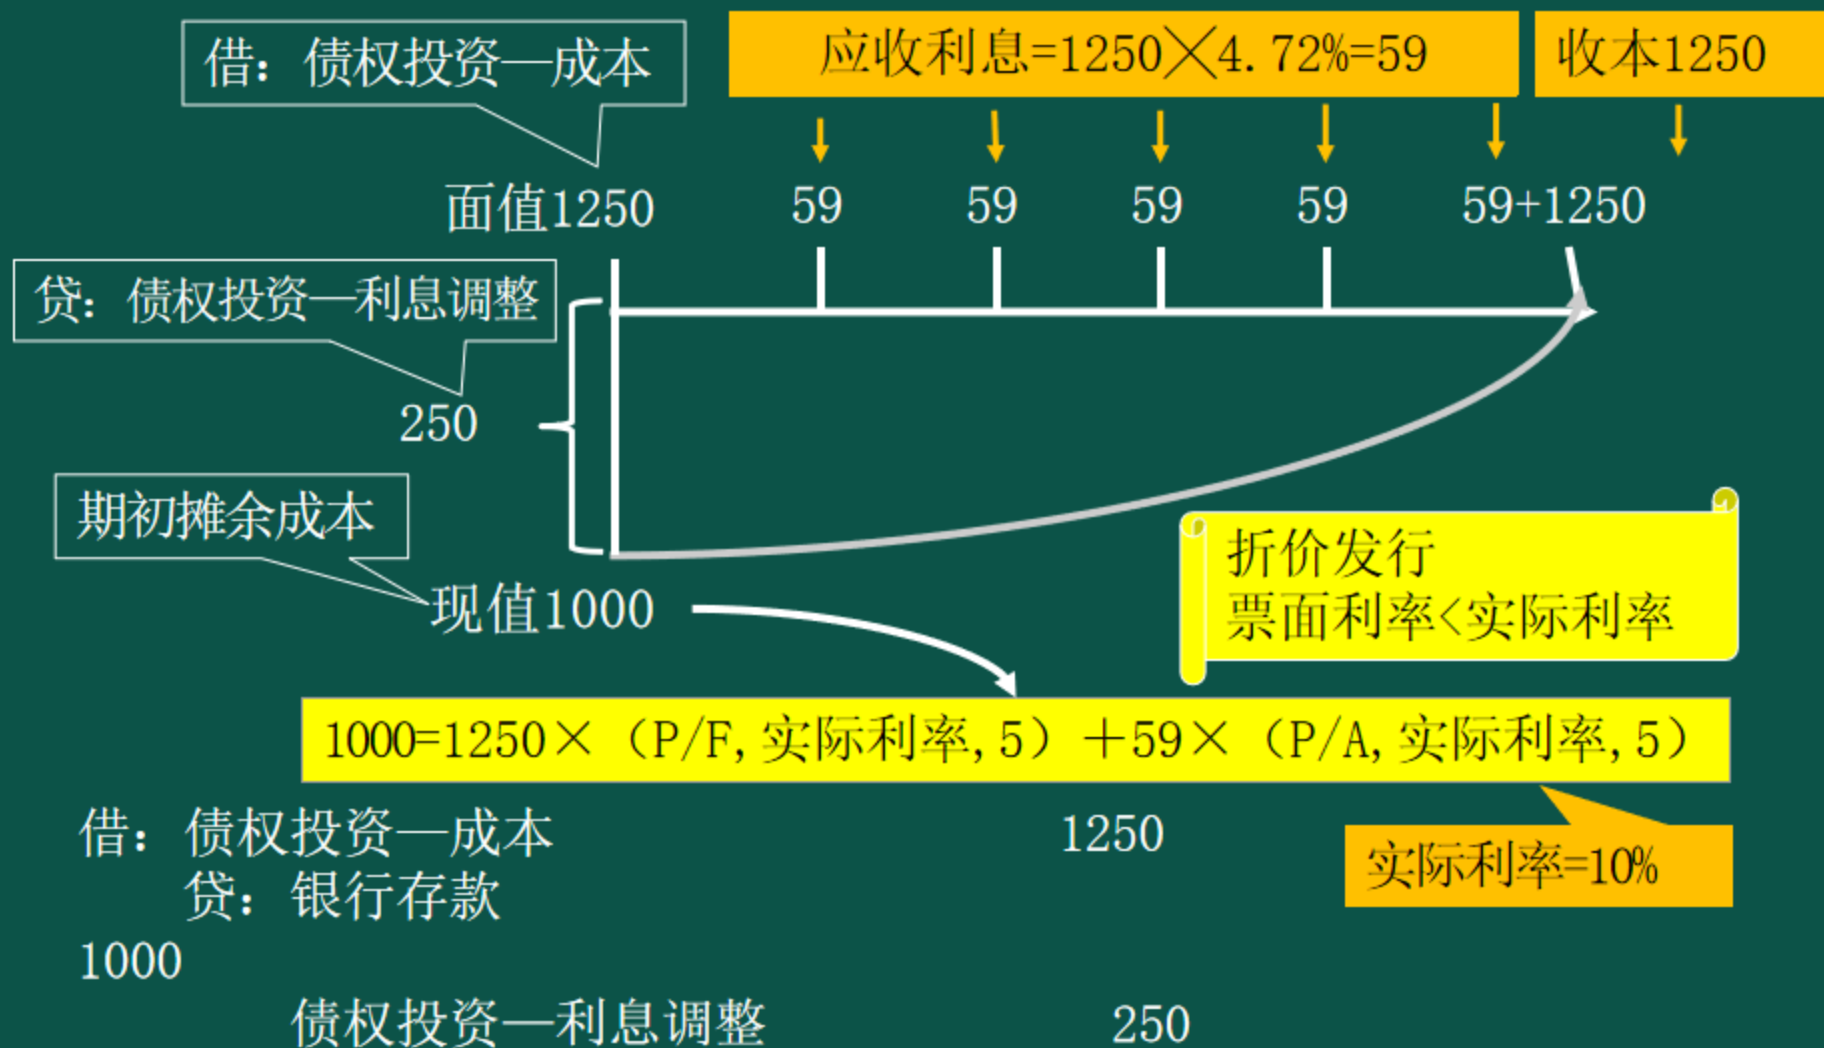 借：债权投资—成本
应收利息=1250╳4.72%=59
收本1250
面值1250
59
59
59
59
59+1250
贷：债权投资—利息调整
250
期初摊余成本
现值1000
折价发行
票面利率<实际利率
1000=1250×（P/F,实际利率,5）＋59×（P/A,实际利率,5）
实际利率=10%
借：债权投资—成本 1250
贷：银行存款
1000
债权投资—利息调整 250